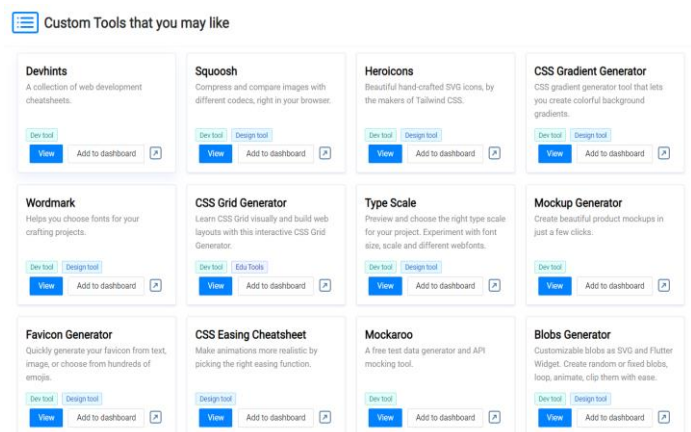 Custom Tools that you may like
Devhints
A collection of web development
cheatsheets.
Dev tool
View Add to dashboard
Squoosh
Compress and compare images with
different codecs, right in your browser.
Dev tool Design tool
View Add to dashboard
Heroicons
Beautiful hand-crafted SVG icons, by
the makers of Tailwind CSS.
Dev tool Design tool
View Add to dashboard
CSS Gradient Generator
CSS gradient generator tool that lets
you create colorful background
gradients.
Dev tool Design tool
View Add to dashboard
Wordmark
Helps you choose fonts for your
crafting projects.
Dev tool Design tool
View Add to dashboard
CSS Grid Generator
Learn CSS Grid visually and build web
layouts with this interactive CSS Grid
Generator.
Dev tool Edu Tools
View Add to dashboard
Type Scale
Preview and choose the right type scale
for your project. Experiment with font
size, scale and different webfonts.
Dev tool Design tool
View Add to dashboard
Mockup Generator
Create beautiful product mockups in
just a few clicks.
Dev tool
View Add to dashboard
Favicon Generator
Quickly generate your favicon from text,
image, or choose from hundreds of
emojis.
Dev tool Design tool
View Add to dashboard
CSS Easing Cheatsheet
Make animations more realistic by
picking the right easing function.
Design tool
View Add to dashboard
Mockaroo
A free test data generator and API
mocking tool.
Dev tool
View Add to dashboard
Blobs Generator
Customizable blobs as SVG and Flutter
Widget. Create random or fixed blobs,
loop, animate, clip them with ease.
Dev tool Design tool
View Add to dashboard